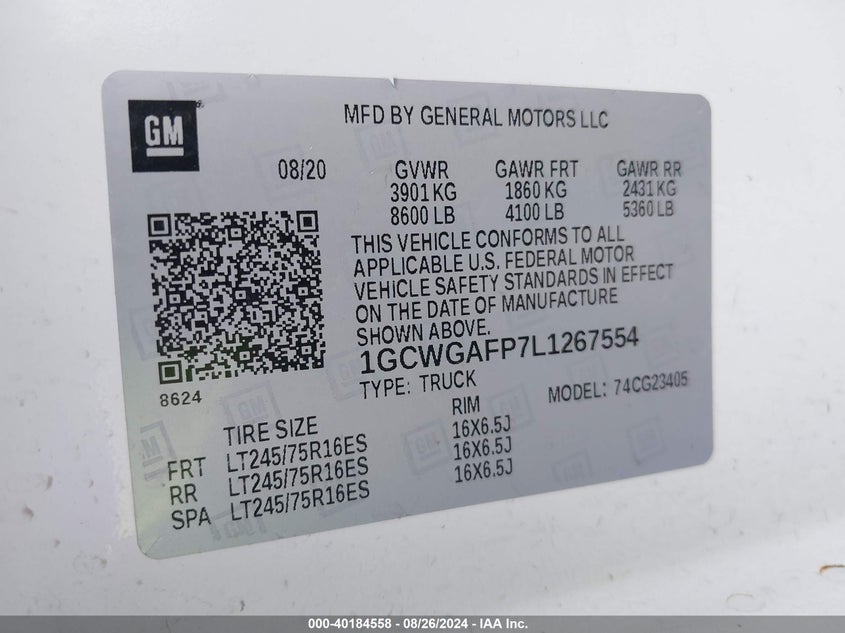 GM
MFD BY GENERAL MOTORS LLC
08/20 GVWR GAWR FRT GAWR RR
3901 KG 1860 KG 2431 KG
8600 LB 4100 LB 5360 LB
THIS VEHICLE CONFORMS TO ALL
APPLICABLE U.S. FEDERAL MOTOR
VEHICLE SAFETY STANDARDS IN EFFECT
ON THE DATE OF MANUFACTURE
SHOWN ABOVE.
1GCWGAFP7L1267554
TYPE: TRUCK MODEL: 74CG23405
8624
TIRE SIZE RIM
FRT LT245/75R16ES 16X6.5J
RR LT245/75R16ES 16X6.5J
SPA LT245/75R16ES 16X6.5J
000-40184558 - 08/26/2024 - IAA Inc.